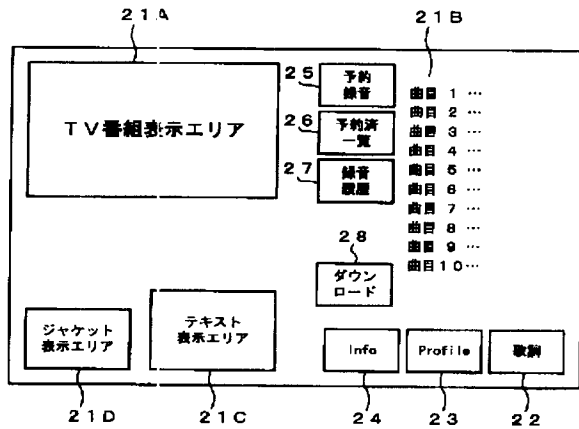 21A
21B
TV番組表示エリア
25
予約
録音
26
予約済
一覧
27
録音
履歴
曲目 1 …
曲目 2 …
曲目 3 …
曲目 4 …
曲目 5 …
曲目 6 …
曲目 7 …
曲目 8 …
曲目 9 …
曲目10…
28
ダウン
ロード
ジャケット
表示エリア
テキスト
表示エリア
Info
Profile
歌詞
21D
21C
24
23
22